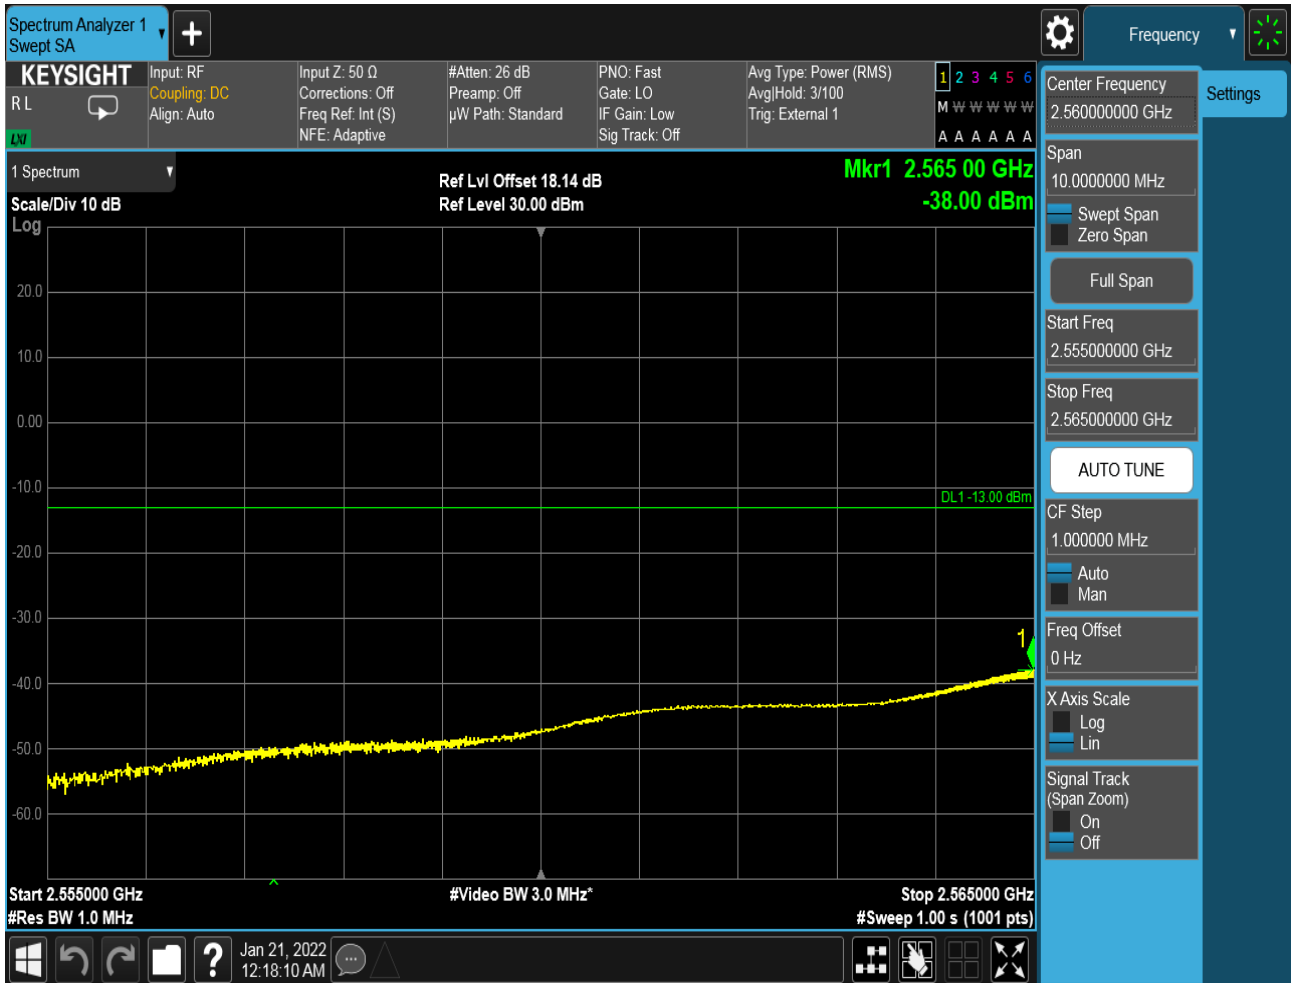 Spectrum Analyzer 1
Swept SA
Frequency
KEYSIGHT
R L
LXI
Input: RF
Coupling: DC
Align: Auto
Input Z: 50 Ω
Corrections: Off
Freq Ref: Int (S)
NFE: Adaptive
#Atten: 26 dB
Preamp: Off
µW Path: Standard
PNO: Fast
Gate: LO
IF Gain: Low
Sig Track: Off
Avg Type: Power (RMS)
Avg|Hold: 3/100
Trig: External 1
1 2 3 4 5 6
M W W W W W
A A A A A A
1 Spectrum
Scale/Div 10 dB
Log
Ref Lvl Offset 18.14 dB
Ref Level 30.00 dBm
Mkr1 2.565 00 GHz
-38.00 dBm
20.0
10.0
0.00
-10.0
DL1 -13.00 dBm
-20.0
-30.0
1
-40.0
-50.0
-60.0
Start 2.555000 GHz
#Res BW 1.0 MHz
#Video BW 3.0 MHz*
Stop 2.565000 GHz
#Sweep 1.00 s (1001 pts)
Jan 21, 2022
12:18:10 AM
Center Frequency
2.560000000 GHz
Settings
Span
10.0000000 MHz
Swept Span
Zero Span
Full Span
Start Freq
2.555000000 GHz
Stop Freq
2.565000000 GHz
AUTO TUNE
CF Step
1.000000 MHz
Auto
Man
Freq Offset
0 Hz
X Axis Scale
Log
Lin
Signal Track
(Span Zoom)
On
Off